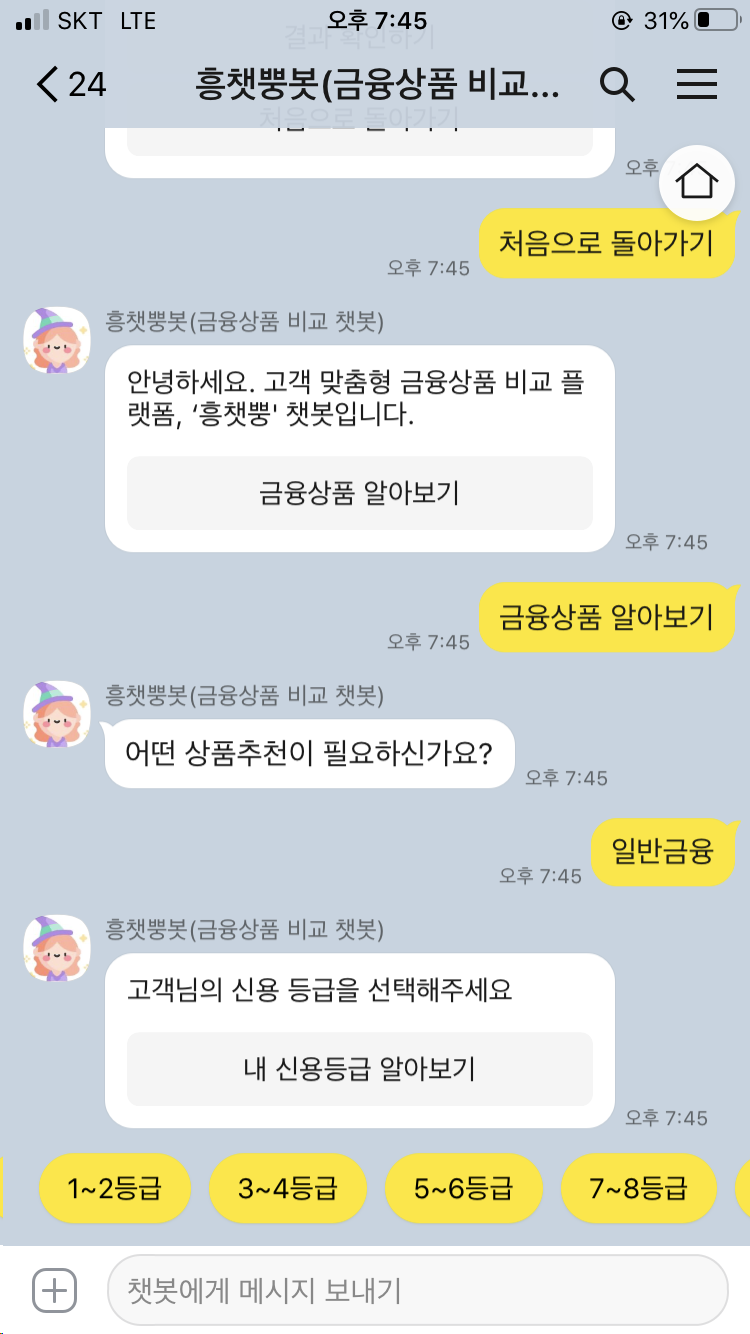 SKT LTE 오후 7:45 31%
결과 확인하기
24 흥챗뿡봇(금융상품 비교...
처음으로 돌아가기
오후
처음으로 돌아가기
오후 7:45
흥챗뿡봇(금융상품 비교 챗봇)
안녕하세요. 고객 맞춤형 금융상품 비교 플
랫폼, ‘흥챗뿡' 챗봇입니다.
금융상품 알아보기
오후 7:45
금융상품 알아보기
오후 7:45
흥챗뿡봇(금융상품 비교 챗봇)
어떤 상품추천이 필요하신가요?
오후 7:45
일반금융
오후 7:45
흥챗뿡봇(금융상품 비교 챗봇)
고객님의 신용 등급을 선택해주세요
내 신용등급 알아보기
오후 7:45
1~2등급 3~4등급 5~6등급 7~8등급
챗봇에게 메시지 보내기